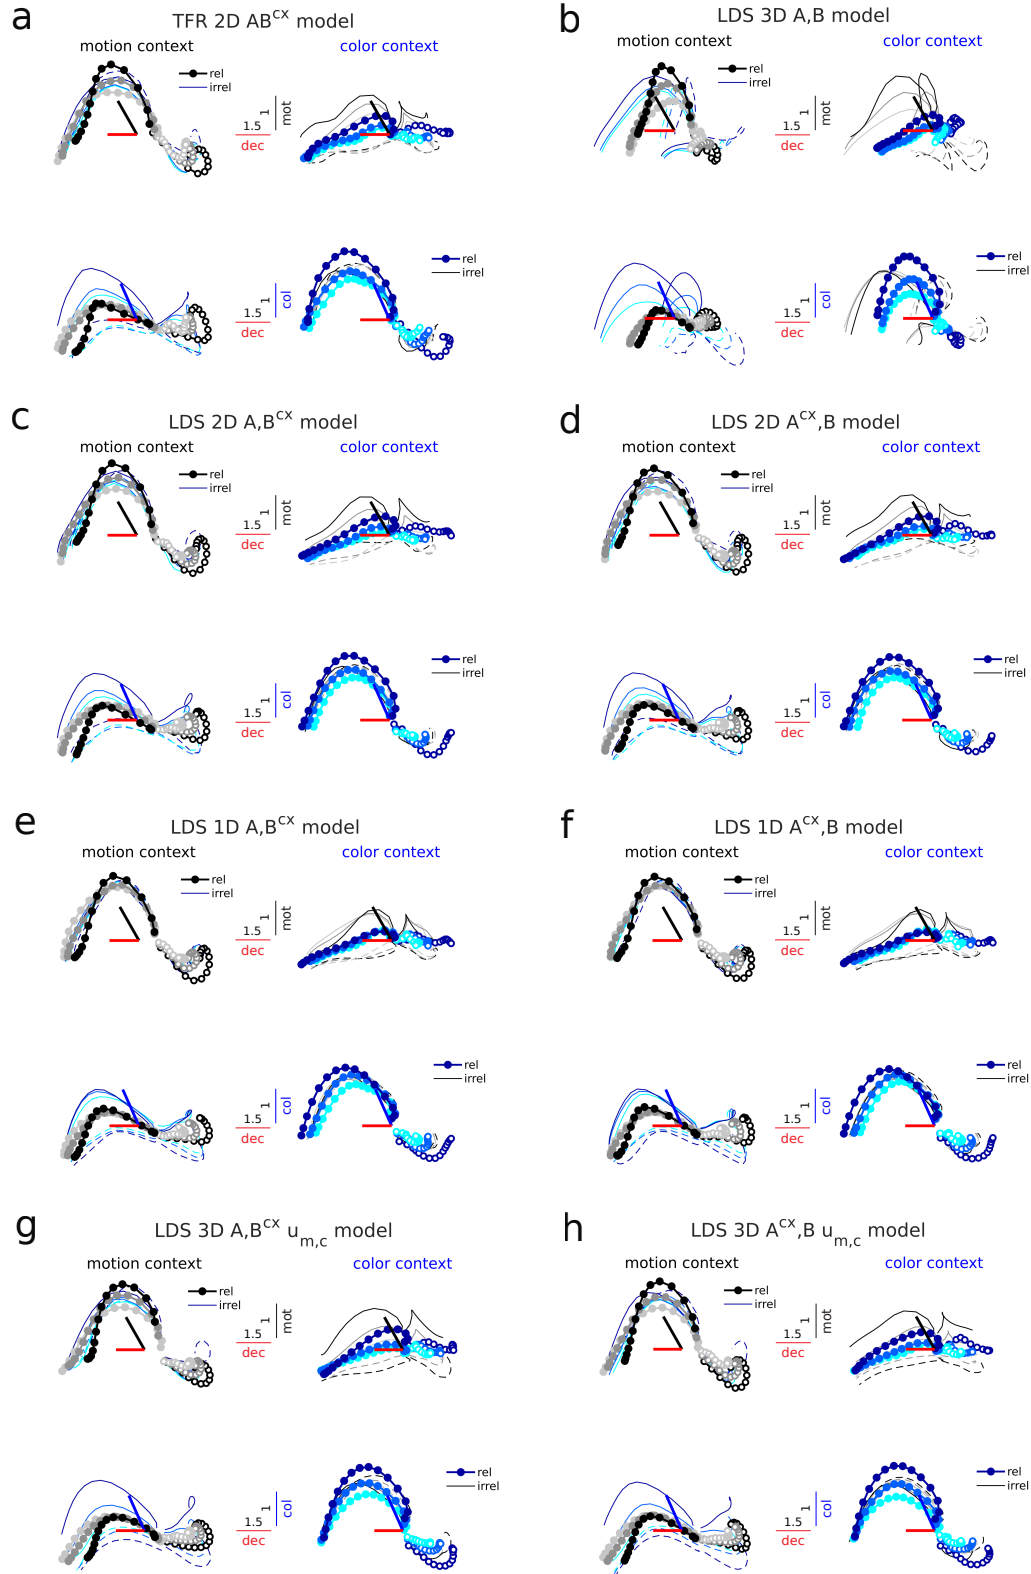 a
TFR 2D AB^cx model
motion context
color context
rel
irrel
1
mot
1.5
dec
1
col
1.5
dec
rel
irrel
b
LDS 3D A,B model
motion context
color context
rel
irrel
1
mot
1.5
dec
1
col
1.5
dec
rel
irrel
c
LDS 2D A,B^cx model
motion context
color context
rel
irrel
1
mot
1.5
dec
1
col
1.5
dec
rel
irrel
d
LDS 2D A^cx,B model
motion context
color context
rel
irrel
1
mot
1.5
dec
1
col
1.5
dec
rel
irrel
e
LDS 1D A,B^cx model
motion context
color context
rel
irrel
1
mot
1.5
dec
1
col
1.5
dec
rel
irrel
f
LDS 1D A^cx,B model
motion context
color context
rel
irrel
1
mot
1.5
dec
1
col
1.5
dec
rel
irrel
g
LDS 3D A,B^cx u_m,c model
motion context
color context
rel
irrel
1
mot
1.5
dec
1
col
1.5
dec
rel
irrel
h
LDS 3D A^cx,B u_m,c model
motion context
color context
rel
irrel
1
mot
1.5
dec
1
col
1.5
dec
rel
irrel